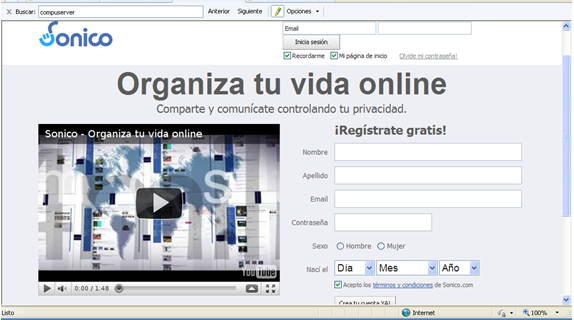 Buscar: compuserver Anterior Siguiente Opciones
Sonico
Email
Inicia sesión
Recordarme Mi página de inicio Olvide mi contraseña!
Organiza tu vida online
Comparte y comunícate controlando tu privacidad.
Sonico - Organiza tu vida online
0:00 / 1:48
YouTube
¡Regístrate gratis!
Nombre
Apellido
Email
Contraseña
Sexo Hombre Mujer
Nací el Día Mes Año
Acepto los términos y condiciones de Sonico.com
Crea tu cuenta YA!
Listo Internet 100%